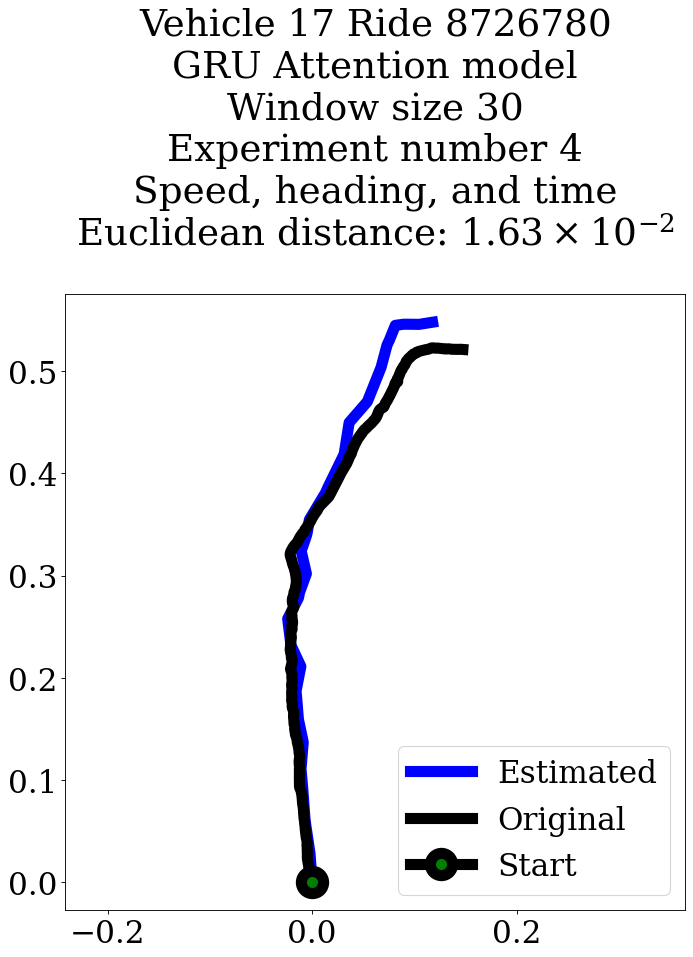 Vehicle 17 Ride 8726780
GRU Attention model
Window size 30
Experiment number 4
Speed, heading, and time
Euclidean distance: 1.63 × 10⁻²
0.5
0.4
0.3
0.2
0.1
0.0
Estimated
Original
Start
−0.2 0.0 0.2